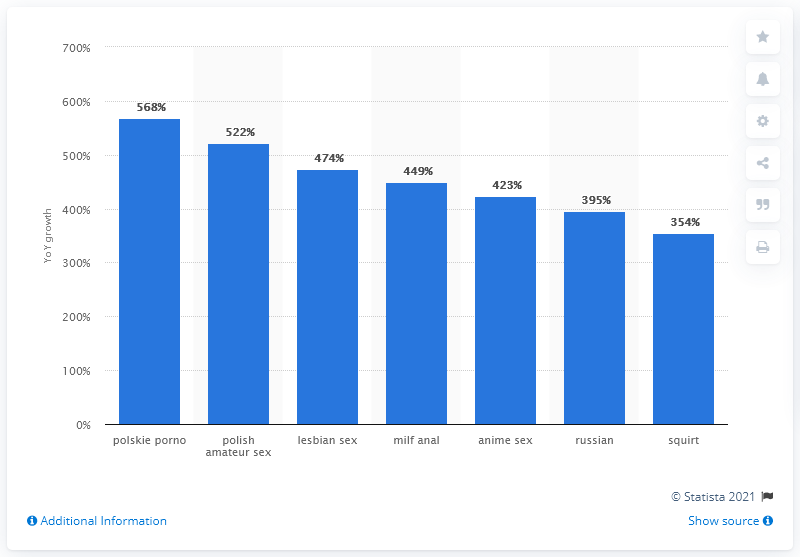 700%
600%
500%
400%
300%
200%
100%
0%
YoY growth
568%
522%
474%
449%
423%
395%
354%
polskie porno
polish
amateur sex
lesbian sex
milf anal
anime sex
russian
squirt
© Statista 2021
Additional Information
Show source